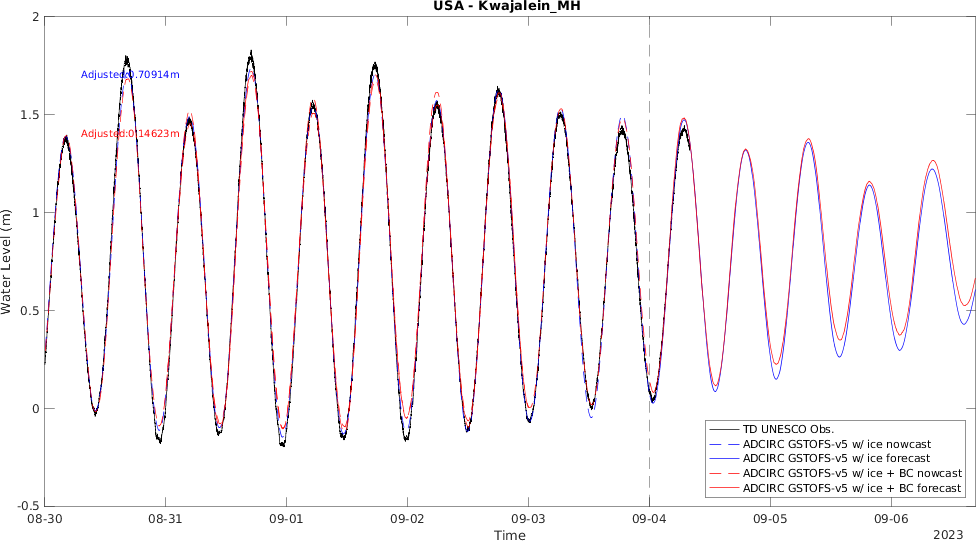 USA - Kwajalein_MH
2
1.5
1
0.5
0
-0.5
Water Level (m)
Adjusted:0.70914m
Adjusted:0.14623m
TD UNESCO Obs.
ADCIRC GSTOFS-v5 w/ ice nowcast
ADCIRC GSTOFS-v5 w/ ice forecast
ADCIRC GSTOFS-v5 w/ ice + BC nowcast
ADCIRC GSTOFS-v5 w/ ice + BC forecast
08-30 08-31 09-01 09-02 09-03 09-04 09-05 09-06
Time
2023